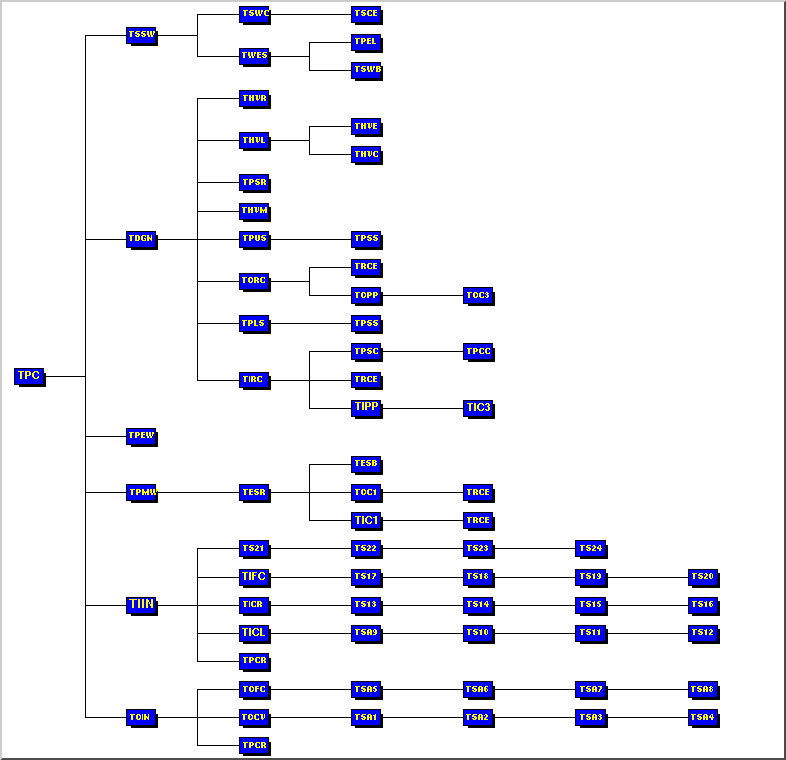 TSWC TSCE
TSSW TPEL
TWES
TSWB
THVR
THVE
THVL
THVC
TPSR
THVM
TDGN TPUS TPSS
TRCE
TORC
TOPP TOC3
TPLS TPSS
TPSC TPCC
TPC TIRC TRCE
TIPP TIC3
TPEW
TESB
TPMW TESR TOC1 TRCE
TIC1 TRCE
TS21 TS22 TS23 TS24
TIFC TS17 TS18 TS19 TS20
TIIN TICR TS13 TS14 TS15 TS16
TICL TSA9 TS10 TS11 TS12
TPCR
TOFC TSA5 TSA6 TSA7 TSA8
TOIN TOCV TSA1 TSA2 TSA3 TSA4
TPCR